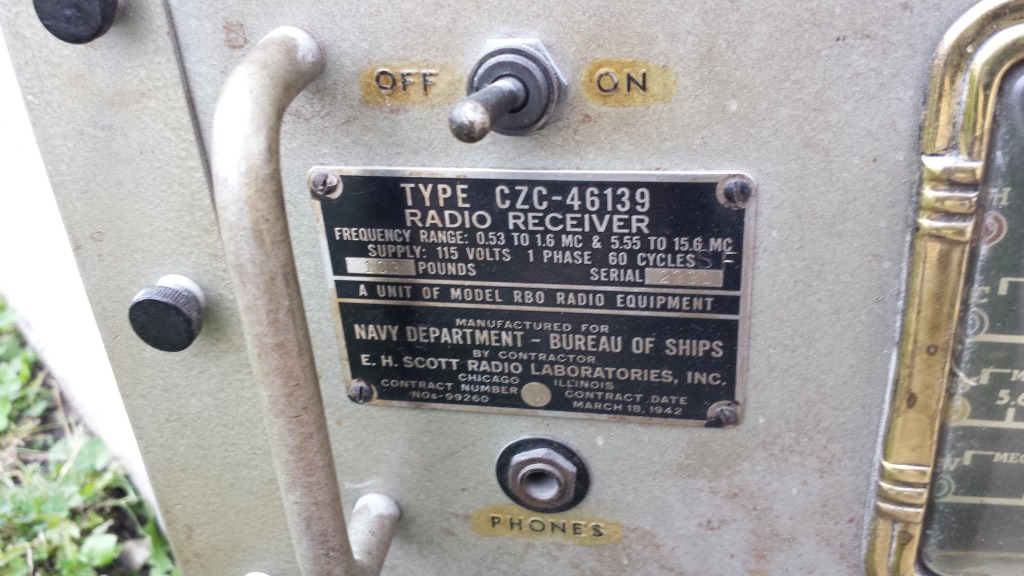 OFF ON
TYPE CZC-46139
RADIO RECEIVER
FREQUENCY RANGE: 0.53 TO 1.6 MC & 5.55 TO 15.6 MC
SUPPLY: 115 VOLTS 1 PHASE 60 CYCLES
POUNDS SERIAL
A UNIT OF MODEL RBO RADIO EQUIPMENT
MANUFACTURED FOR
NAVY DEPARTMENT - BUREAU OF SHIPS
BY CONTRACTOR
E. H. SCOTT RADIO LABORATORIES, INC.
CHICAGO ILLINOIS
CONTRACT NUMBER CONTRACT DATE
NOs-99260 MARCH 18, 1942
PHONES